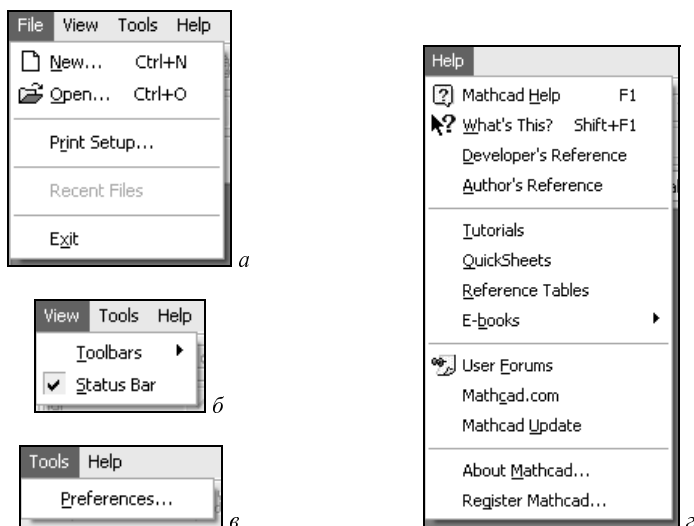 File View Tools Help
New... Ctrl+N
Open... Ctrl+O
Print Setup...
Recent Files
Exit
а
View Tools Help
Toolbars
Status Bar
б
Tools Help
Preferences...
в
Help
Mathcad Help F1
What's This? Shift+F1
Developer's Reference
Author's Reference
Tutorials
QuickSheets
Reference Tables
E-books
User Forums
Mathcad.com
Mathcad Update
About Mathcad...
Register Mathcad...
г